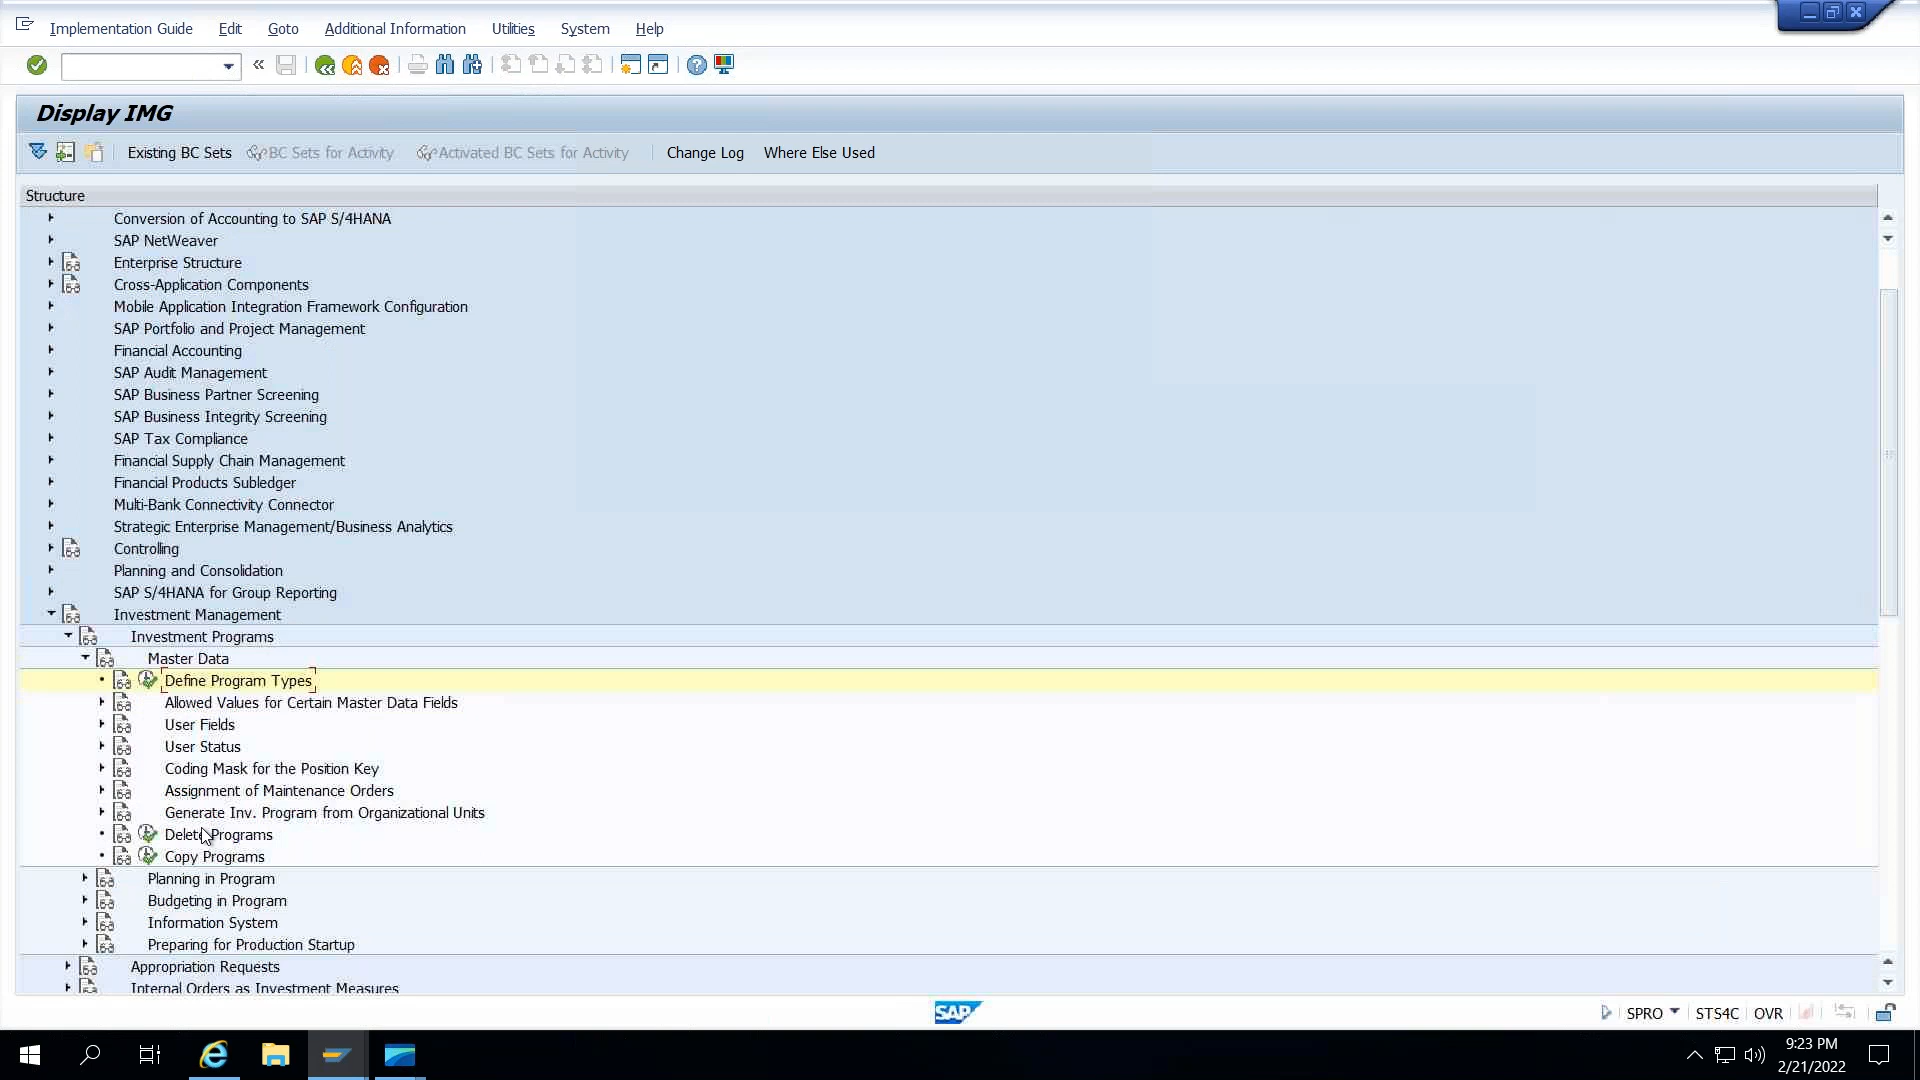 Implementation Guide Edit Goto Additional Information Utilities System Help
Display IMG
Existing BC Sets BC Sets for Activity Activated BC Sets for Activity Change Log Where Else Used
Structure
Conversion of Accounting to SAP S/4HANA
SAP NetWeaver
Enterprise Structure
Cross-Application Components
Mobile Application Integration Framework Configuration
SAP Portfolio and Project Management
Financial Accounting
SAP Audit Management
SAP Business Partner Screening
SAP Business Integrity Screening
SAP Tax Compliance
Financial Supply Chain Management
Financial Products Subledger
Multi-Bank Connectivity Connector
Strategic Enterprise Management/Business Analytics
Controlling
Planning and Consolidation
SAP S/4HANA for Group Reporting
Investment Management
Investment Programs
Master Data
Define Program Types
Allowed Values for Certain Master Data Fields
User Fields
User Status
Coding Mask for the Position Key
Assignment of Maintenance Orders
Generate Inv. Program from Organizational Units
Delete Programs
Copy Programs
Planning in Program
Budgeting in Program
Information System
Preparing for Production Startup
Appropriation Requests
Internal Orders as Investment Measures
SAP
SPRO STS4C OVR
9:23 PM
2/21/2022